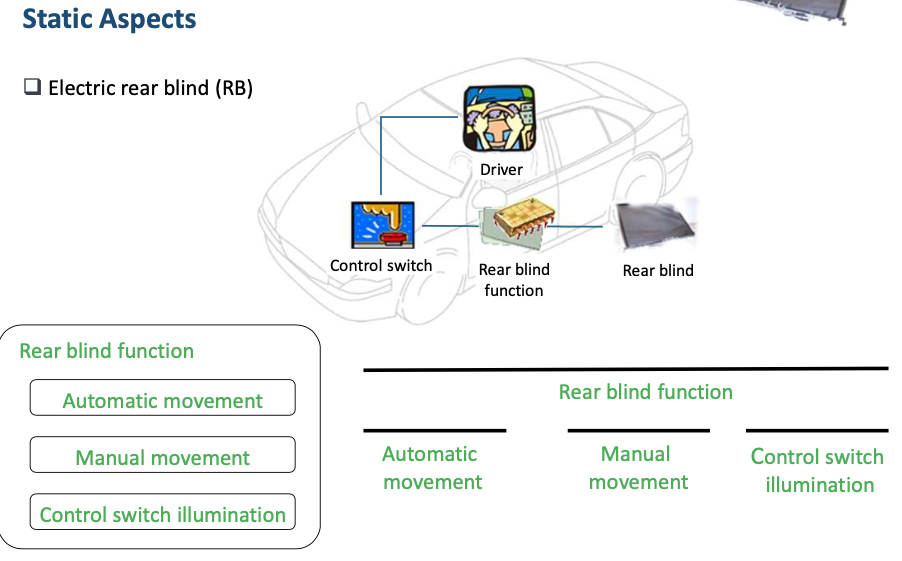 Static Aspects
❑ Electric rear blind (RB)
Driver
Control switch
Rear blind
function
Rear blind
Rear blind function
Automatic movement
Manual movement
Control switch illumination
Rear blind function
Automatic
movement
Manual
movement
Control switch
illumination